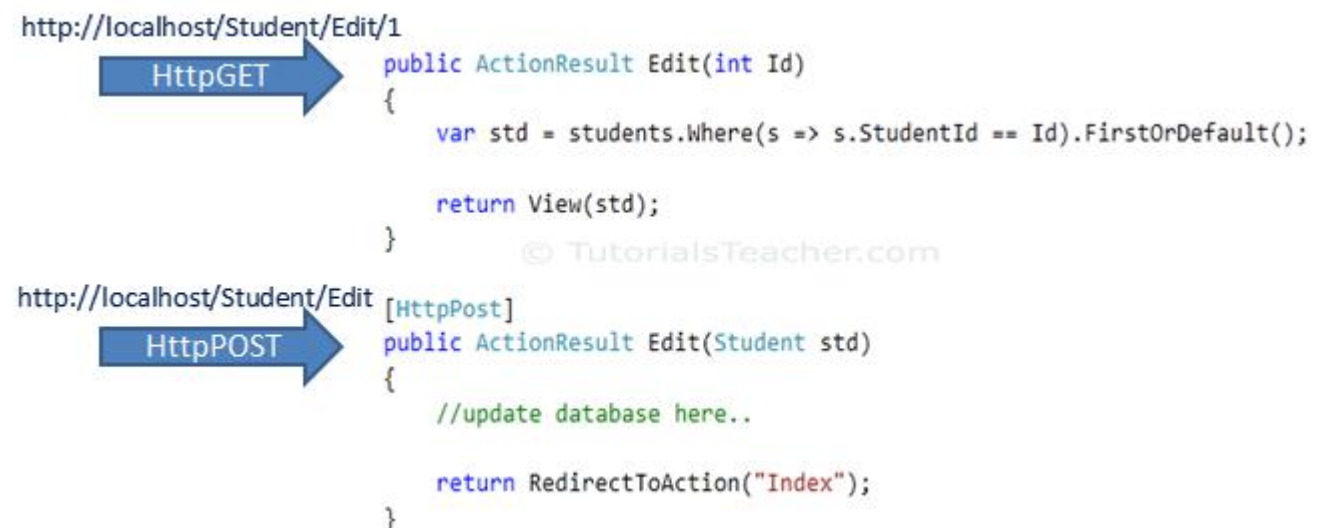 http://localhost/Student/Edit/1
HttpGET
public ActionResult Edit(int Id)
{
var std = students.Where(s => s.StudentId == Id).FirstOrDefault();
return View(std);
}
© TutorialsTeacher.com
http://localhost/Student/Edit
[HttpPost]
HttpPOST
public ActionResult Edit(Student std)
{
//update database here..
return RedirectToAction("Index");
}